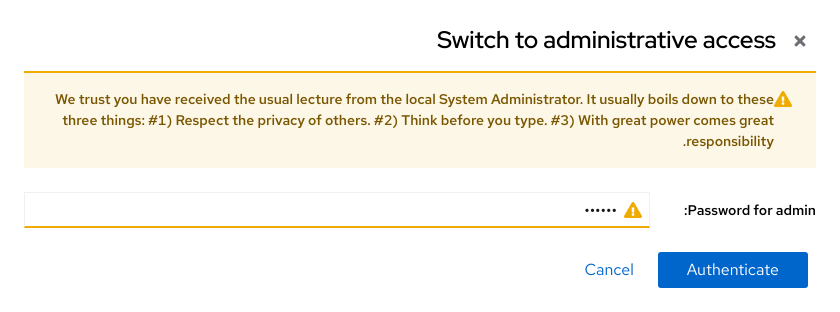 Switch to administrative access
We trust you have received the usual lecture from the local System Administrator. It usually boils down to these
three things: #1) Respect the privacy of others. #2) Think before you type. #3) With great power comes great
.responsibility
:Password for admin
••••••
Cancel
Authenticate